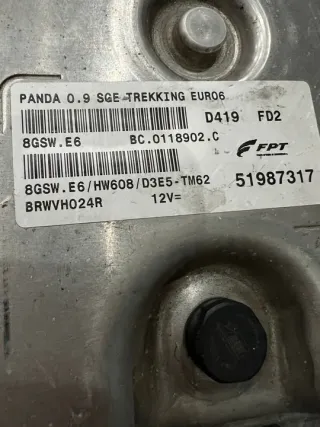 PANDA 0.9 SGE TREKKING EURO6
D419 FD2
8GSW.E6 BC.0118902.C
FPT
8GSW.E6/HW608/D3E5-TM62 51987317
BRWVH024R 12V=